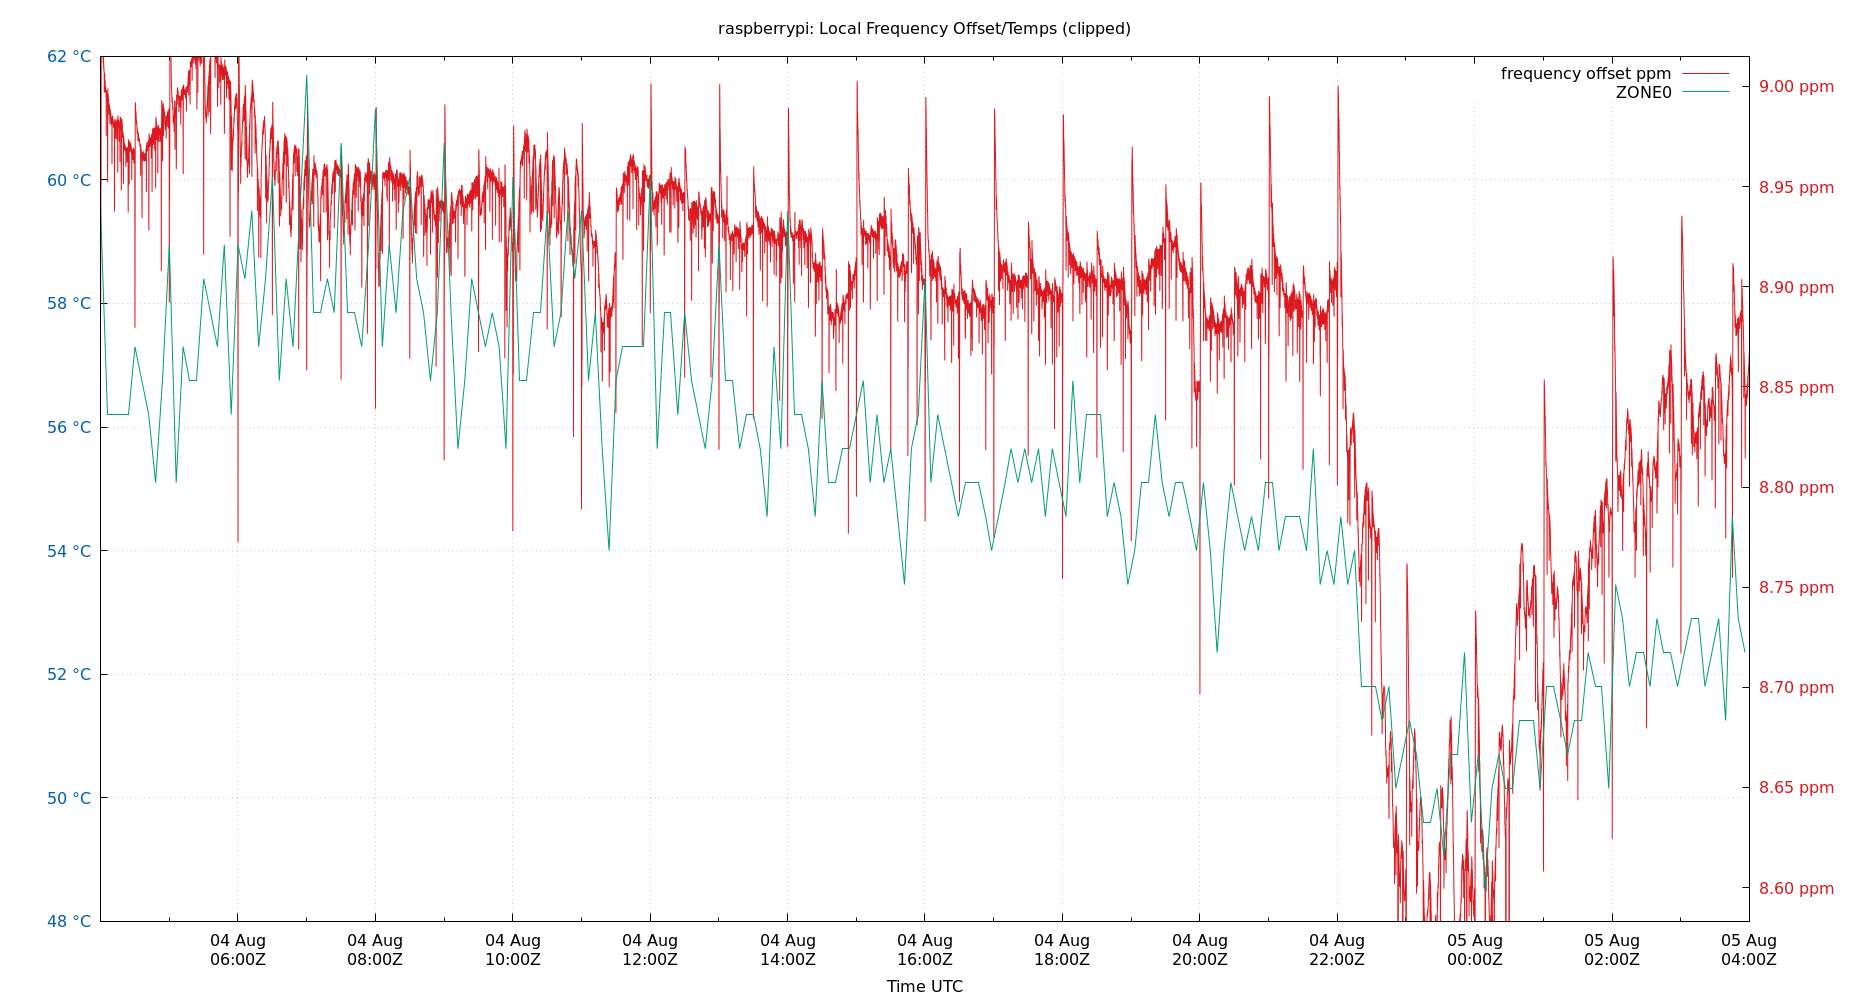 raspberrypi: Local Frequency Offset/Temps (clipped)
frequency offset ppm
ZONE0
62 °C
60 °C
58 °C
56 °C
54 °C
52 °C
50 °C
48 °C
9.00 ppm
8.95 ppm
8.90 ppm
8.85 ppm
8.80 ppm
8.75 ppm
8.70 ppm
8.65 ppm
8.60 ppm
04 Aug
06:00Z
04 Aug
08:00Z
04 Aug
10:00Z
04 Aug
12:00Z
04 Aug
14:00Z
04 Aug
16:00Z
04 Aug
18:00Z
04 Aug
20:00Z
04 Aug
22:00Z
05 Aug
00:00Z
05 Aug
02:00Z
05 Aug
04:00Z
Time UTC